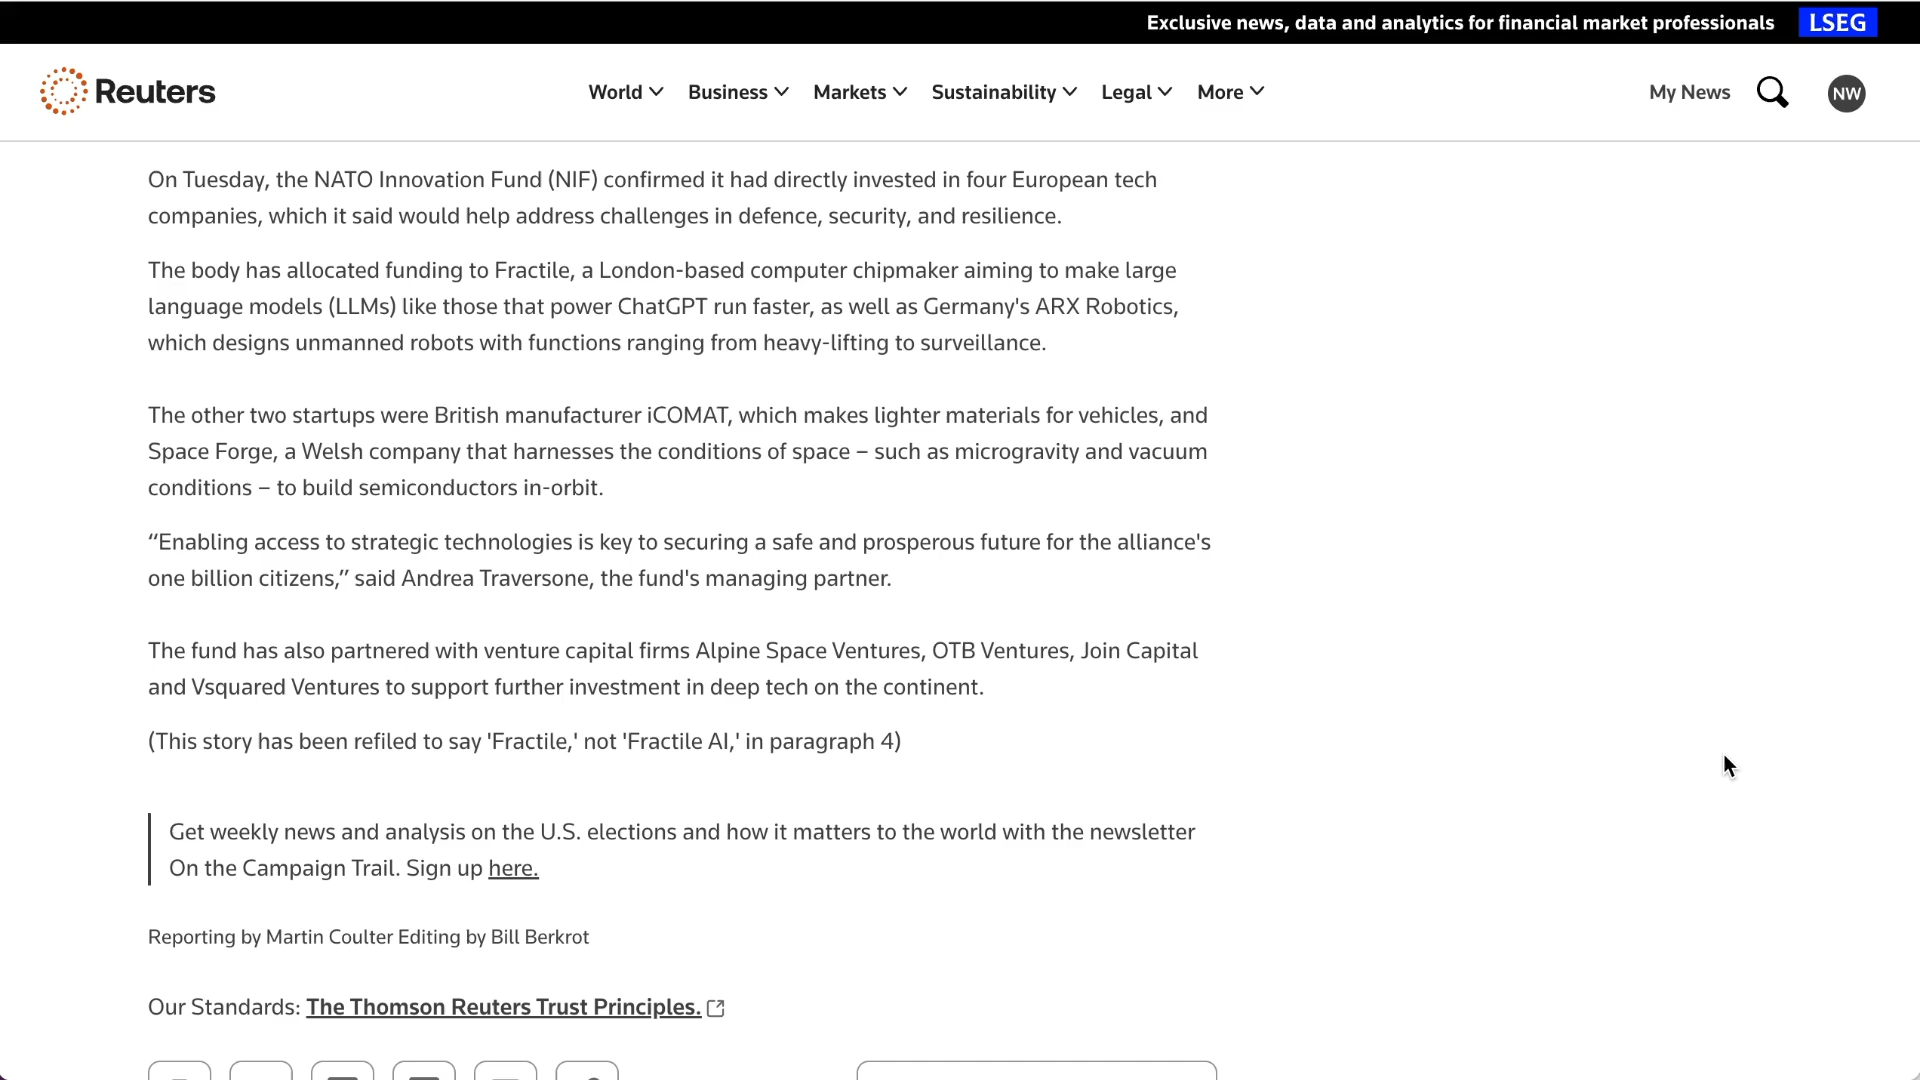 Exclusive news, data and analytics for financial market professionals LSEG
Reuters World Business Markets Sustainability Legal More My News NW
On Tuesday, the NATO Innovation Fund (NIF) confirmed it had directly invested in four European tech
companies, which it said would help address challenges in defence, security, and resilience.
The body has allocated funding to Fractile, a London-based computer chipmaker aiming to make large
language models (LLMs) like those that power ChatGPT run faster, as well as Germany's ARX Robotics,
which designs unmanned robots with functions ranging from heavy-lifting to surveillance.
The other two startups were British manufacturer iCOMAT, which makes lighter materials for vehicles, and
Space Forge, a Welsh company that harnesses the conditions of space – such as microgravity and vacuum
conditions – to build semiconductors in-orbit.
“Enabling access to strategic technologies is key to securing a safe and prosperous future for the alliance's
one billion citizens,” said Andrea Traversone, the fund's managing partner.
The fund has also partnered with venture capital firms Alpine Space Ventures, OTB Ventures, Join Capital
and Vsquared Ventures to support further investment in deep tech on the continent.
(This story has been refiled to say 'Fractile,' not 'Fractile AI,' in paragraph 4)
Get weekly news and analysis on the U.S. elections and how it matters to the world with the newsletter
On the Campaign Trail. Sign up here.
Reporting by Martin Coulter Editing by Bill Berkrot
Our Standards: The Thomson Reuters Trust Principles.